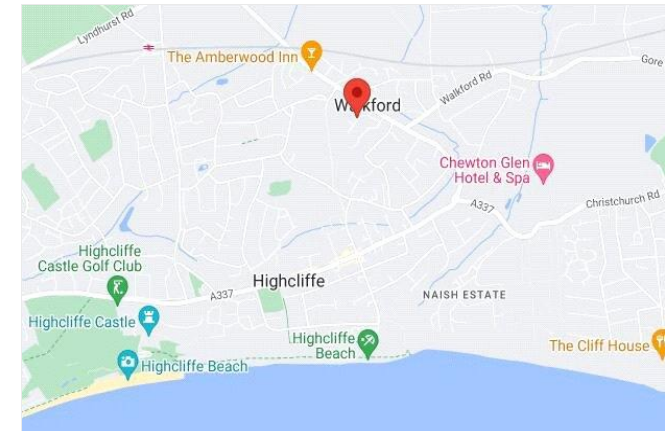 Lyndhurst Rd
The Amberwood Inn
Gore
Walkford Rd
Chewton Glen
Hotel & Spa
A337
Christchurch Rd
Highcliffe
Castle Golf Club
Highcliffe
A337
NAISH ESTATE
Highcliffe Castle
Highcliffe
Beach
The Cliff House
Highcliffe Beach